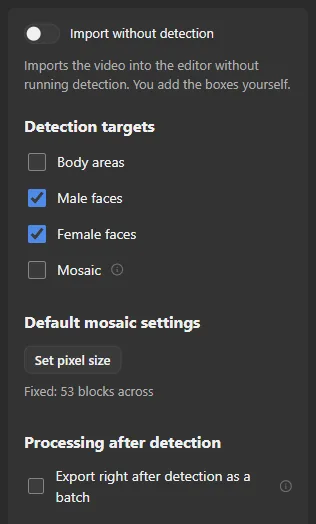 Import without detection
Imports the video into the editor without
running detection. You add the boxes yourself.
Detection targets
Body areas
Male faces
Female faces
Mosaic
Default mosaic settings
Set pixel size
Fixed: 53 blocks across
Processing after detection
Export right after detection as a
batch